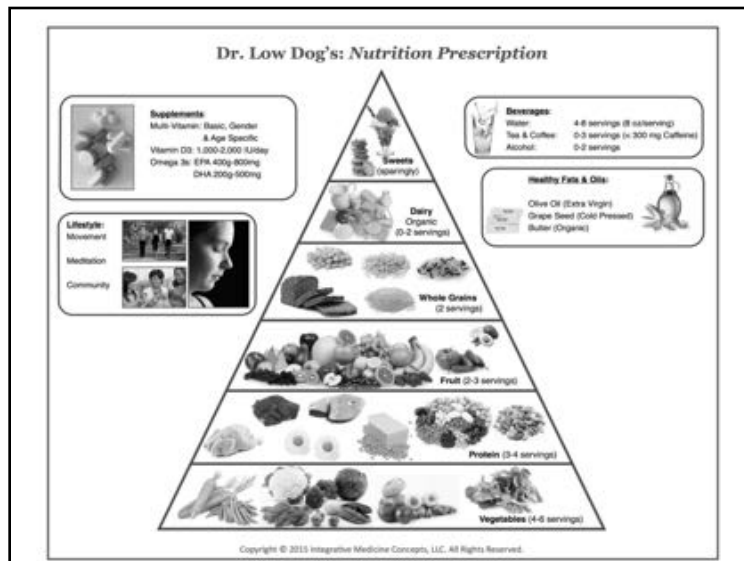 Dr. Low Dog's: Nutrition Prescription
Supplements:
Multi-Vitamin: Basic, Gender
& Age Specific
Vitamin D3: 1,000-2,000 IU/day
Omega 3s: EPA 400g-800mg
DHA 200g-500mg
Lifestyle:
Movement
Meditation
Community
Beverages:
Water: 4-6 servings (8 oz/serving)
Tea & Coffee: 0-3 servings (< 300 mg Caffeine)
Alcohol: 0-2 servings
Healthy Fats & Oils:
Olive Oil (Extra Virgin)
Grape Seed (Cold Pressed)
Butter (Organic)
Sweets
(sparingly)
Dairy
Organic
(0-2 servings)
Whole Grains
(2 servings)
Fruit (2-3 servings)
Protein (3-4 servings)
Vegetables (4-6 servings)
Copyright © 2015 Integrative Medicine Concepts, LLC. All Rights Reserved.